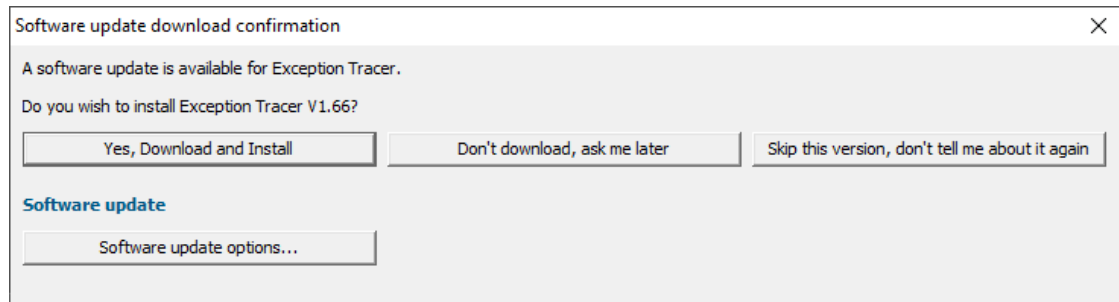 Software update download confirmation
A software update is available for Exception Tracer.
Do you wish to install Exception Tracer V1.66?
Yes, Download and Install
Don't download, ask me later
Skip this version, don't tell me about it again
Software update
Software update options...